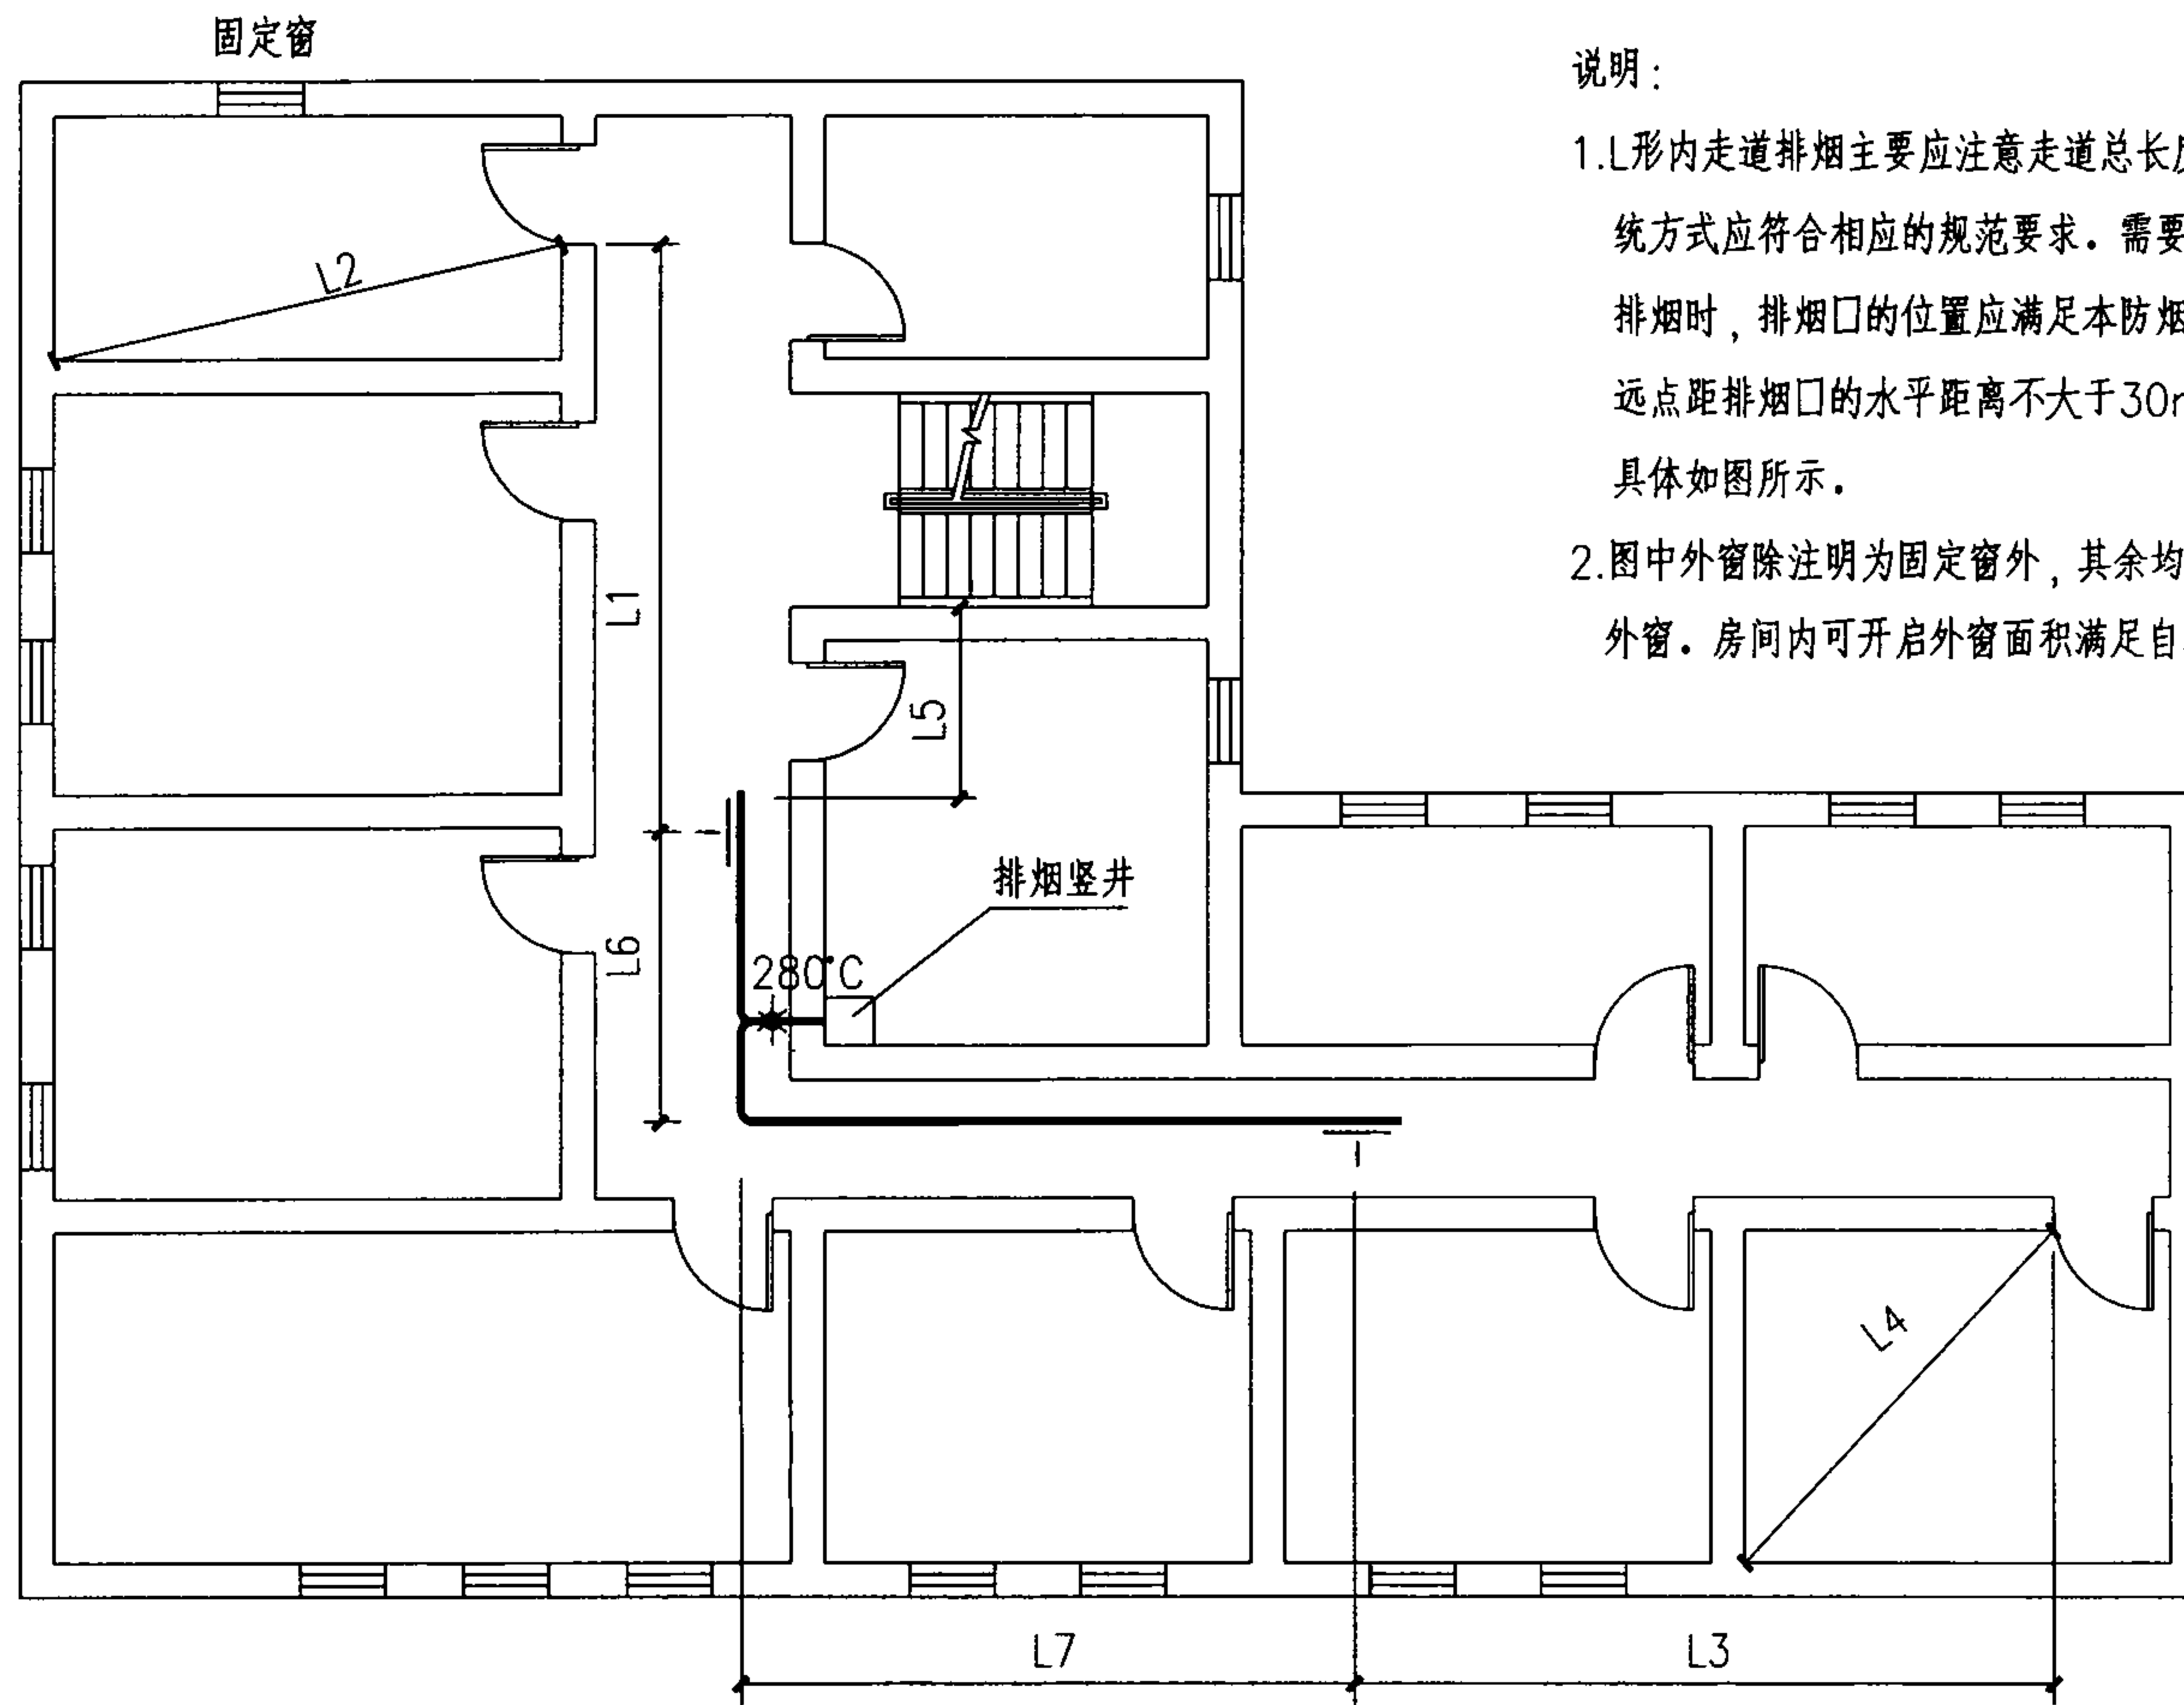 固定窗
说明:
1.L形内走道排烟主要应注意走道总长
统方式应符合相应的规范要求。需要
排烟时,排烟口的位置应满足本防烟
远点距排烟口的水平距离不大于30
具体如图所示。
2.图中外窗除注明为固定窗外,其余均
外窗。房间内可开启外窗面积满足自
L2
L1
L5
排烟竖井
L6
280°C
L4
L7
L3